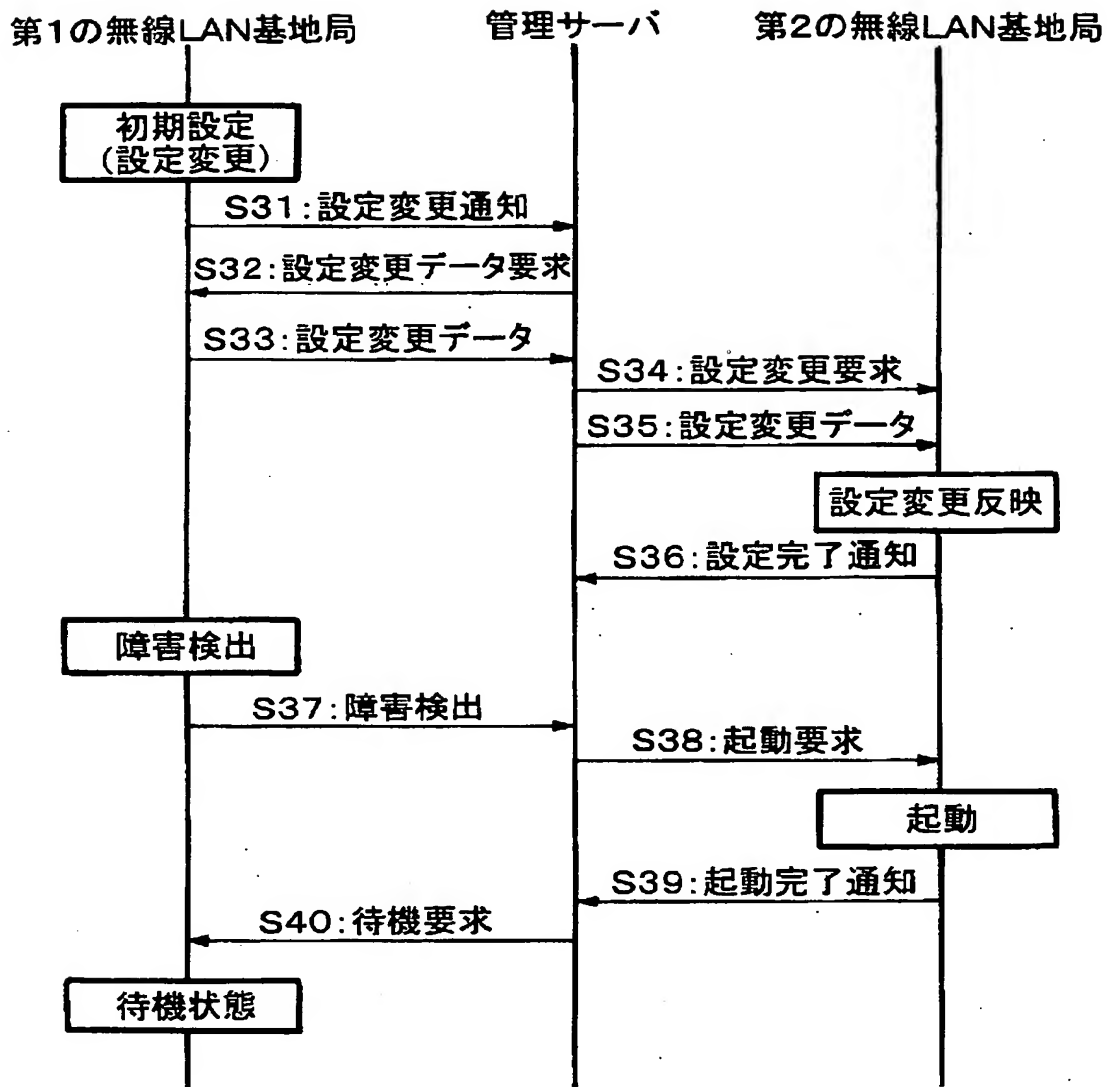 第1の無線LAN基地局
管理サーバ
第2の無線LAN基地局
初期設定
(設定変更)
S31:設定変更通知
S32:設定変更データ要求
S33:設定変更データ
S34:設定変更要求
S35:設定変更データ
設定変更反映
S36:設定完了通知
障害検出
S37:障害検出
S38:起動要求
起動
S39:起動完了通知
S40:待機要求
待機状態